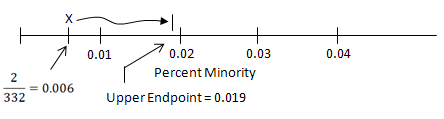 X
0.01 0.02 0.03 0.04
Percent Minority
2/332 = 0.006
Upper Endpoint = 0.019